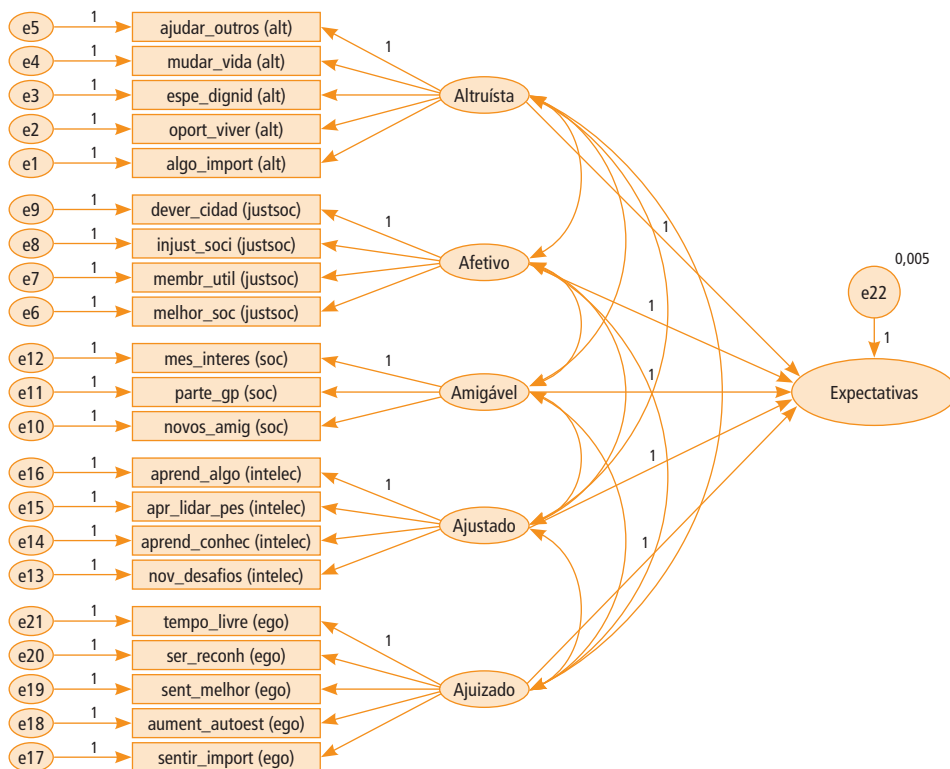 e5 1 ajudar_outros (alt)
e4 1 mudar_vida (alt)
e3 1 espe_dignid (alt)
e2 1 oport_viver (alt)
e1 1 algo_import (alt)
1
Altruísta
e9 1 dever_cidad (justsoc)
e8 1 injust_soci (justsoc)
e7 1 membr_util (justsoc)
e6 1 melhor_soc (justsoc)
1
Afetivo
e12 1 mes_interes (soc)
e11 1 parte_gp (soc)
e10 1 novos_amig (soc)
1
Amigável
e16 1 aprend_algo (intelec)
e15 1 apr_lidar_pes (intelec)
e14 1 aprend_conhec (intelec)
e13 1 nov_desafios (intelec)
1
Ajustado
e21 1 tempo_livre (ego)
e20 1 ser_reconh (ego)
e19 1 sent_melhor (ego)
e18 1 aument_autoest (ego)
e17 1 sentir_import (ego)
1
Ajuizado
1
1
1
1
1
0,005
e22
1
Expectativas